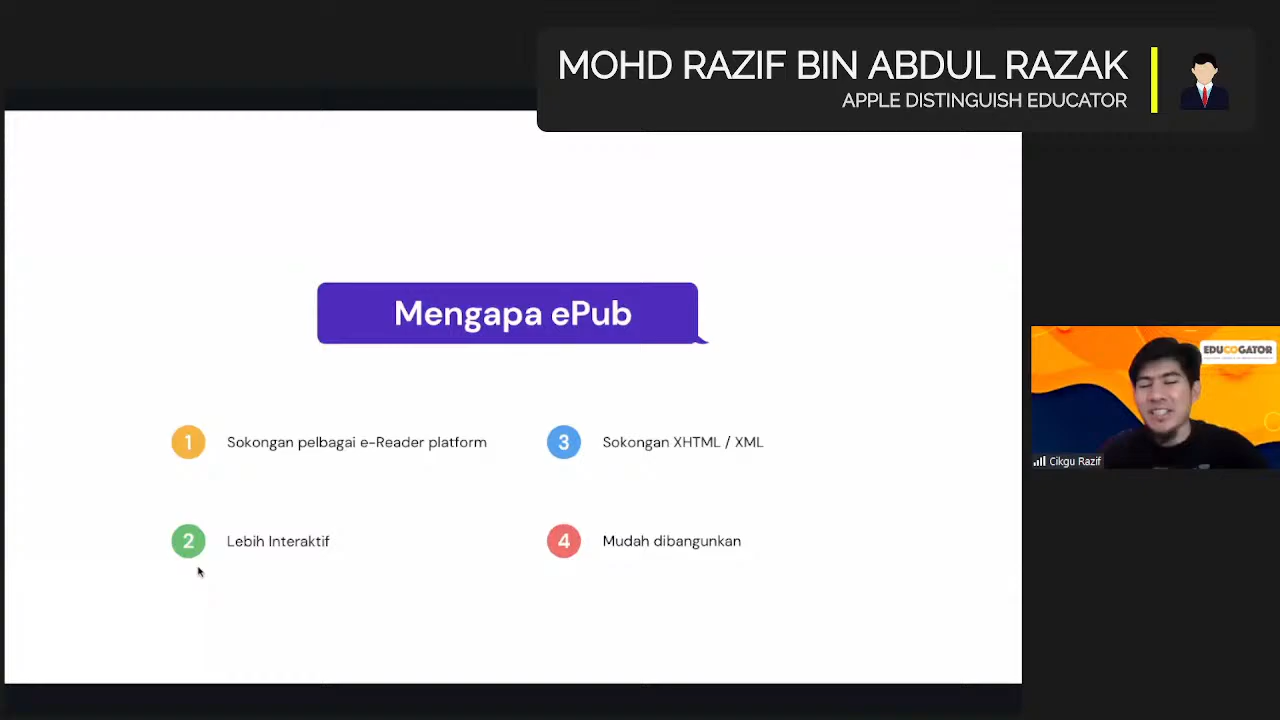 MOHD RAZIF BIN ABDUL RAZAK
APPLE DISTINGUISH EDUCATOR
Mengapa ePub
1 Sokongan pelbagai e-Reader platform
2 Lebih Interaktif
3 Sokongan XHTML / XML
4 Mudah dibangunkan
EDUCOGATOR
Cikgu Razif